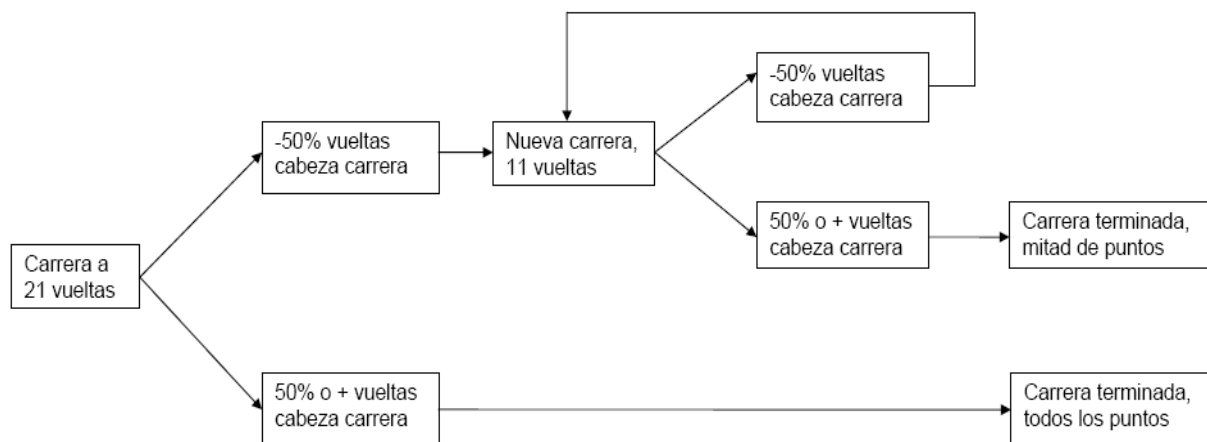 -50% vueltas
cabeza carrera
-50% vueltas
cabeza carrera
Nueva carrera,
11 vueltas
50% o + vueltas
cabeza carrera
Carrera terminada,
mitad de puntos
Carrera a
21 vueltas
50% o + vueltas
cabeza carrera
Carrera terminada,
todos los puntos